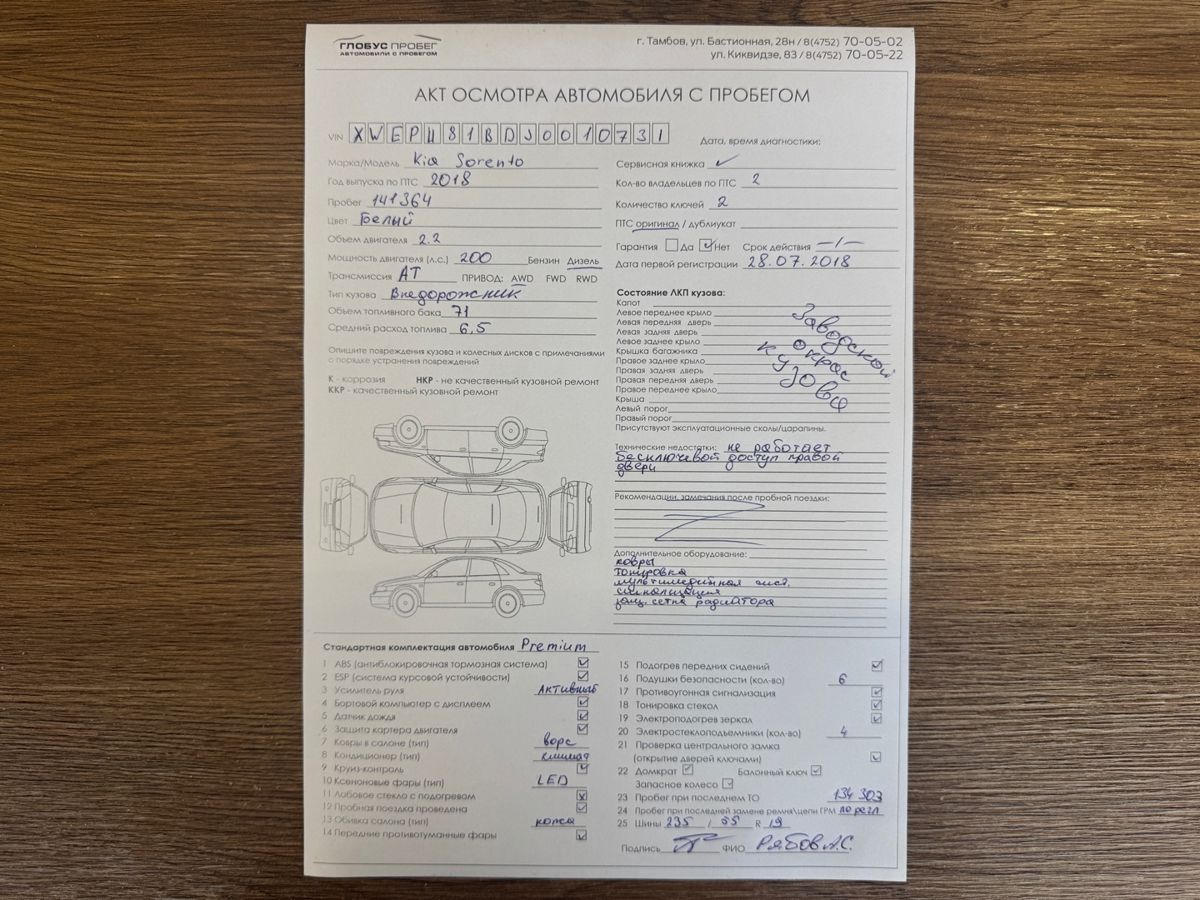 ГЛОБУС ПРОБЕГ
АВТОМОБИЛИ С ПРОБЕГОМ
г. Тамбов, ул. Бастионная, 28н / 8(4752) 70-05-02
ул. Киквидзе, 83 / 8(4752) 70-05-22
АКТ ОСМОТРА АВТОМОБИЛЯ С ПРОБЕГОМ
VIN XWEPH81BDJ0010731
Дата, время диагностики:
Марка/Модель Kia Sorento
Год выпуска по ПТС 2018
Пробег 141364
Цвет Белый
Объем двигателя 2.2
Мощность двигателя (л.с.) 200 Бензин Дизель
Трансмиссия АТ ПРИВОД: AWD FWD RWD
Тип кузова Внедорожник
Объем топливного бака 71
Средний расход топлива 6,5
Сервисная книжка ✓
Кол-во владельцев по ПТС 2
Количество ключей 2
ПТС оригинал / дубликат
Гарантия ☐ Да ☑ Нет Срок действия —/—
Дата первой регистрации 28.07.2018
Опишите повреждения кузова и колесных дисков с примечаниями
о порядке устранения повреждений
К - коррозия НКР - не качественный кузовной ремонт
ККР - качественный кузовной ремонт
Состояние ЛКП кузова:
Капот
Левое переднее крыло
Левая передняя дверь
Левая задняя дверь
Левое заднее крыло
Крышка багажника
Правое заднее крыло
Правая задняя дверь
Правая передняя дверь
Правое переднее крыло
Крыша
Левый порог
Правый порог
Заводской
окрас
кузова
Присутствуют эксплуатационные сколы/царапины.
Технические недостатки: не работает
бесключевой доступ правой
двери
Рекомендации, замечания после пробной поездки:
Дополнительное оборудование:
ковры
тонировка
мультимедийная сист.
сигнализация
защ. сетка радиатора
Стандартная комплектация автомобиля Premium
1 ABS (антиблокировочная тормозная система) ☑
2 ESP (система курсовой устойчивости) ☑
3 Усилитель руля активный
4 Бортовой компьютер с дисплеем ☑
5 Датчик дождя ☑
6 Защита картера двигателя ☑
7 Ковры в салоне (тип) ворс
8 Кондиционер (тип) климат
9 Круиз-контроль ☑
10 Ксеноновые фары (тип) LED
11 Лобовое стекло с подогревом ☒
12 Пробная поездка проведена ☑
13 Обивка салона (тип) кожа
14 Передние противотуманные фары ☑
15 Подогрев передних сидений ☑
16 Подушки безопасности (кол-во) 6
17 Противоугонная сигнализация ☑
18 Тонировка стекол ☑
19 Электроподогрев зеркал ☑
20 Электростеклоподъемники (кол-во) 4
21 Проверка центрального замка
(открытие дверей ключами) ☑
22 Домкрат ☑ Балонный ключ ☑
Запасное колесо ☑
23 Пробег при последнем ТО 134 303
24 Пробег при последней замене ремня/цепи ГРМ по регл
25 Шины 235 / 55 R 19
Подпись ФИО Рябов А.С.